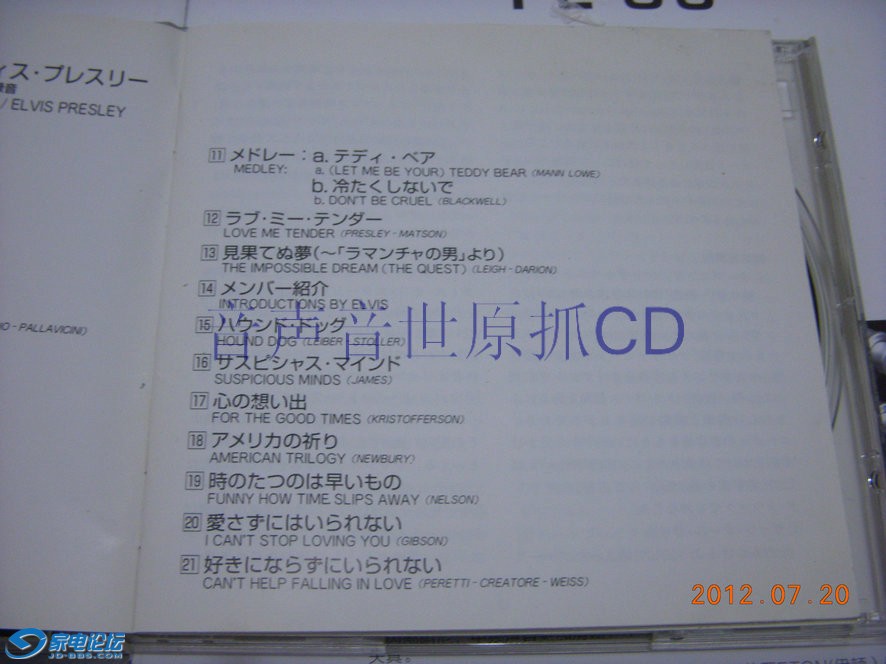 ィス・プレスリー
録音
/ ELVIS PRESLEY
O - PALLAVICINI)
11 メドレー：a. テディ・ベア
MEDLEY: a. (LET ME BE YOUR) TEDDY BEAR (MANN LOWE)
b. 冷たくしないで
b. DON'T BE CRUEL (BLACKWELL)
12 ラブ・ミー・テンダー
LOVE ME TENDER (PRESLEY - MATSON)
13 見果てぬ夢(～「ラマンチャの男」より)
THE IMPOSSIBLE DREAM (THE QUEST) (LEIGH - DARION)
14 メンバー紹介
INTRODUCTIONS BY ELVIS
15 ハウンド・ドッグ
HOUND DOG (LEIBER - STOLLER)
音声音世原抓CD
16 サスピシャス・マインド
SUSPICIOUS MINDS (JAMES)
17 心の想い出
FOR THE GOOD TIMES (KRISTOFFERSON)
18 アメリカの祈り
AMERICAN TRILOGY (NEWBURY)
19 時のたつのは早いもの
FUNNY HOW TIME SLIPS AWAY (NELSON)
20 愛さずにはいられない
I CAN'T STOP LOVING YOU (GIBSON)
21 好きにならずにいられない
CAN'T HELP FALLING IN LOVE (PERETTI - CREATORE - WEISS)
2012.07.20
家电论坛
JD-BBS.COM